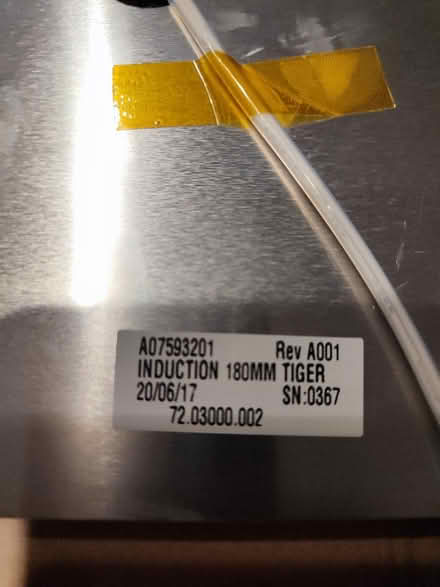 A07593201 Rev A001
INDUCTION 180MM TIGER
20/06/17 SN:0367
72.03000.002